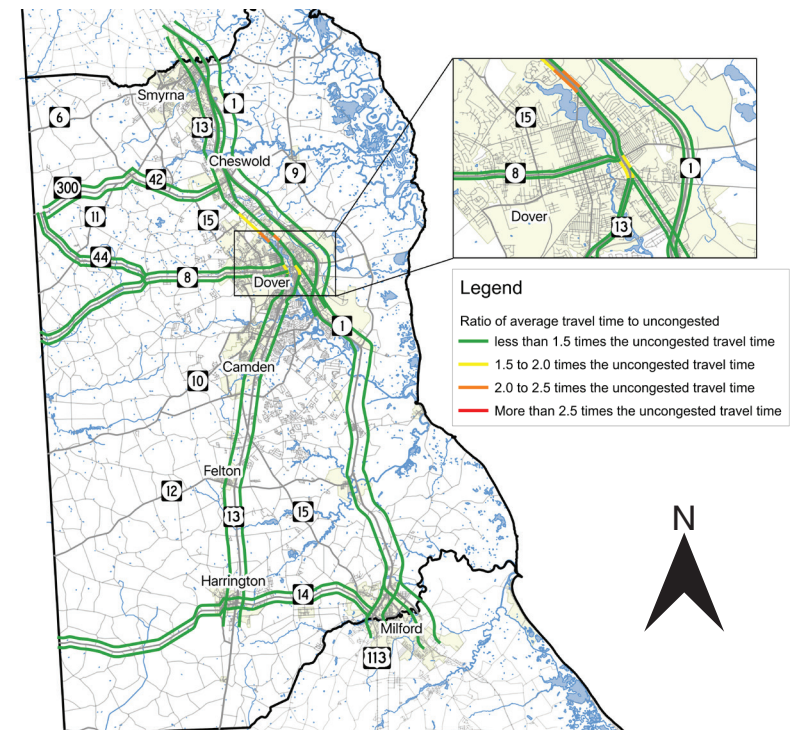 Smyrna
6
1
13
Cheswold
9
42
300
11
15
44
8
Dover
1
Camden
10
Felton
12
13
15
Harrington
14
Milford
113
15
8
1
Dover
13
Legend
Ratio of average travel time to uncongested
less than 1.5 times the uncongested travel time
1.5 to 2.0 times the uncongested travel time
2.0 to 2.5 times the uncongested travel time
More than 2.5 times the uncongested travel time
N